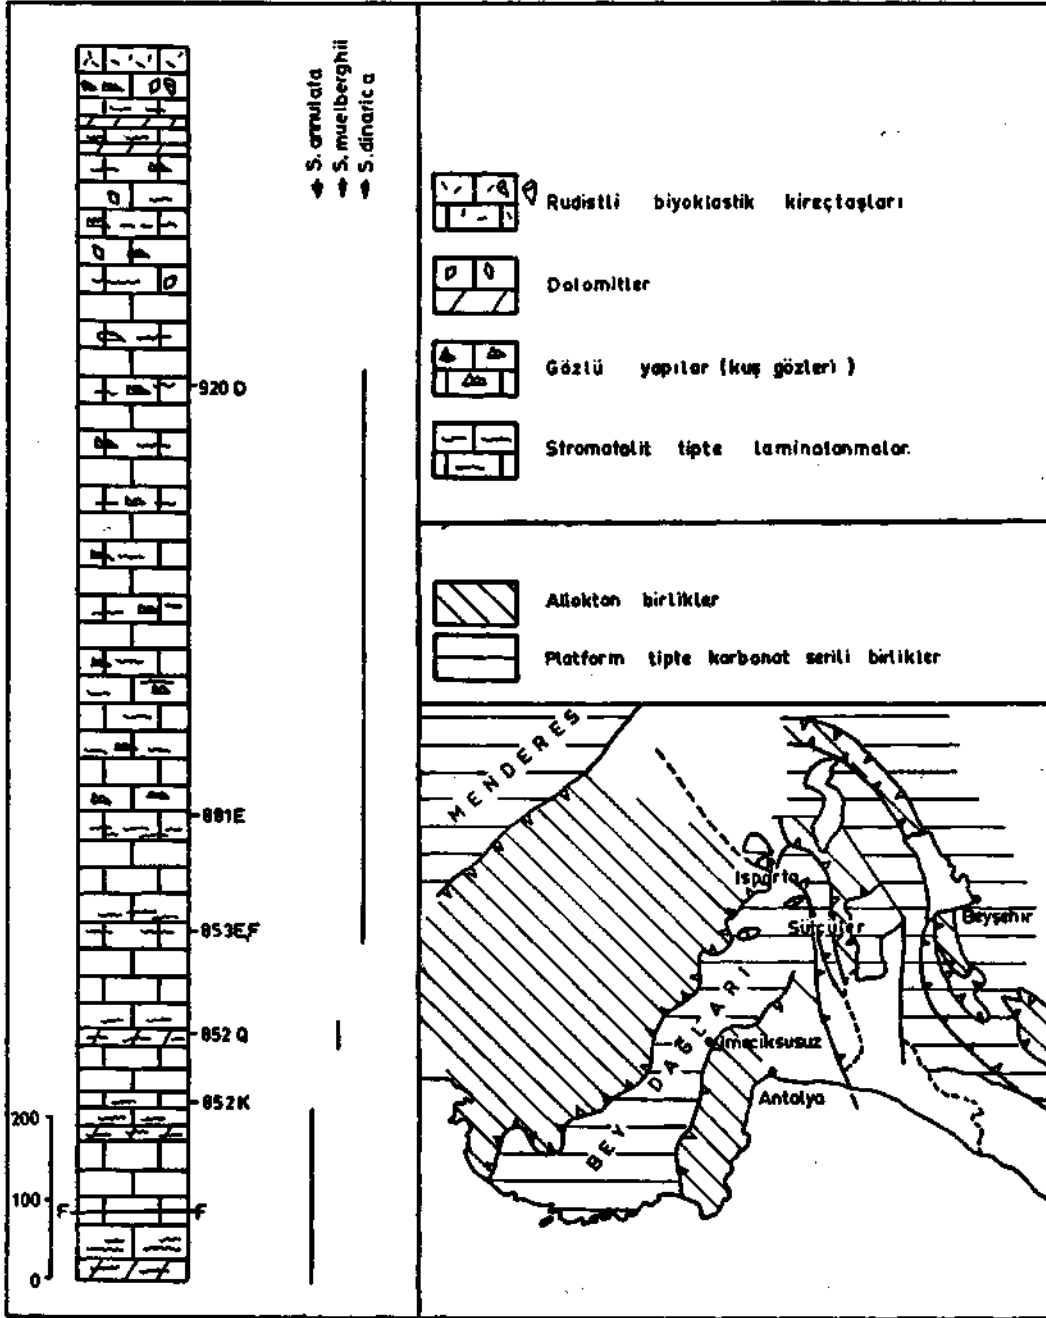 S. annulata
S. muelberghii
S. dinarica
920 D
881E
853E,F
852 Q
852K
200
100
0
F
F
Rudistli biyoklastik kireçtaşları
Dolomitler
Gözlü yapılar (kuş gözleri)
Stromatolit tipte laminalanmalar.
Allokton birlikler
Platform tipte karbonat serili birlikler
MENDERES
Isparta
Sütçüler
Beyşehir
BEY DAĞLARI
Ümeciksusuz
Antalya